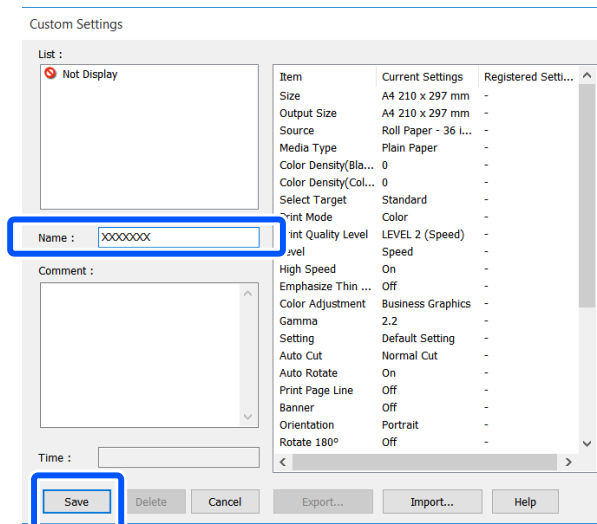 Custom Settings
List :
Not Display
Item Current Settings Registered Setti...
Size A4 210 x 297 mm -
Output Size A4 210 x 297 mm -
Source Roll Paper - 36 i... -
Media Type Plain Paper -
Color Density(Bla... 0 -
Color Density(Col... 0 -
Select Target Standard -
Print Mode Color -
Name : XXXXXXX
Print Quality Level LEVEL 2 (Speed) -
Level Speed -
Comment :
High Speed On -
Emphasize Thin ... Off -
Color Adjustment Business Graphics -
Gamma 2.2 -
Setting Default Setting -
Auto Cut Normal Cut -
Auto Rotate On -
Print Page Line Off -
Banner Off -
Orientation Portrait -
Rotate 180° Off -
Time :
Save Delete Cancel Export... Import... Help